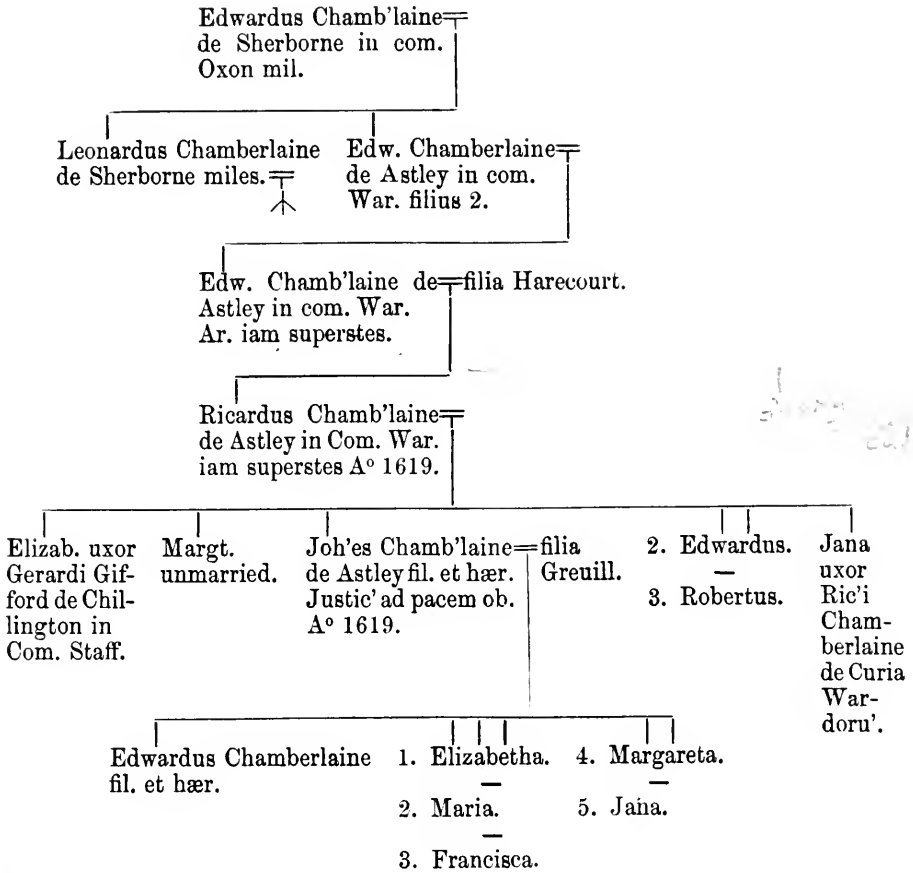 Edwardus Chamb'laine
de Sherborne in com.
Oxon mil.
Leonardus Chamberlaine
de Sherborne miles.
Edw. Chamberlaine
de Astley in com.
War. filius 2.
Edw. Chamb'laine de
Astley in com. War.
Ar. iam superstes.
filia Harecourt.
Ricardus Chamb'laine
de Astley in Com. War.
iam superstes Aº 1619.
Elizab. uxor
Gerardi Gif-
ford de Chil-
lington in
Com. Staff.
Margt.
unmarried.
Joh'es Chamb'laine
de Astley fil. et hær.
Justic' ad pacem ob.
Aº 1619.
filia
Greuill.
2. Edwardus.
—
3. Robertus.
Jana
uxor
Ric'i
Cham-
berlaine
de Curia
War-
doru'.
Edwardus Chamberlaine
fil. et hær.
1. Elizabetha.
—
2. Maria.
—
3. Francisca.
4. Margareta.
—
5. Jana.